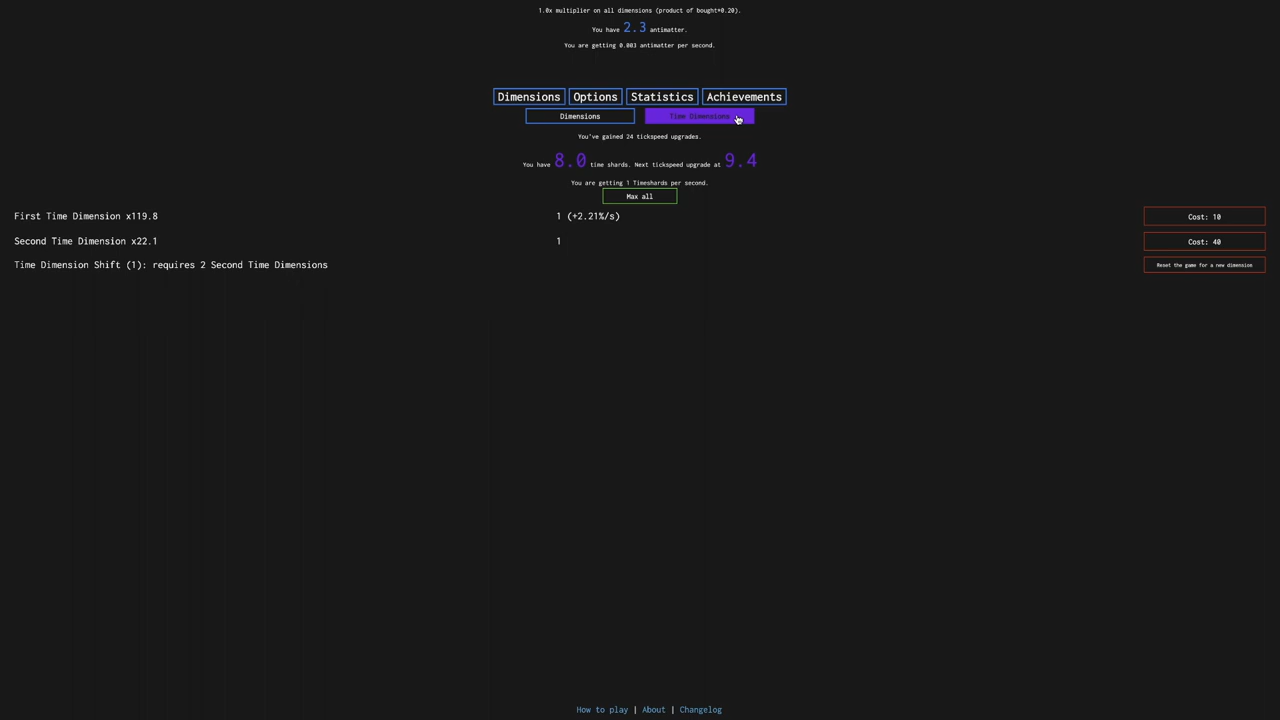 1.0x multiplier on all dimensions (product of bought*0.20).
You have 2.3 antimatter.
You are getting 0.003 antimatter per second.
Dimensions Options Statistics Achievements
Dimensions Time Dimensions
You've gained 24 tickspeed upgrades.
You have 8.0 time shards. Next tickspeed upgrade at 9.4
You are getting 1 Timeshards per second.
Max all
First Time Dimension x119.8 1 (+2.21%/s) Cost: 10
Second Time Dimension x22.1 1 Cost: 40
Time Dimension Shift (1): requires 2 Second Time Dimensions Reset the game for a new dimension
How to play | About | Changelog